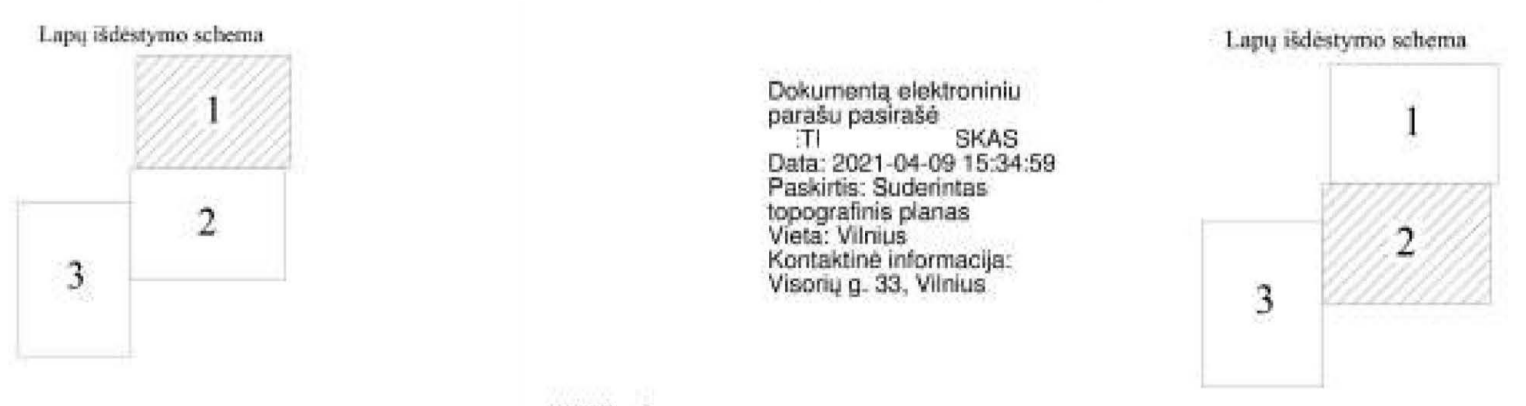 Lapų išdėstymo schema
1
2
3
Dokumentą elektroniniu
parašu pasirašė
:TI SKAS
Data: 2021-04-09 15:34:59
Paskirtis: Suderintas
topografinis planas
Vieta: Vilnius
Kontaktinė informacija:
Visorių g. 33, Vilnius
Lapų išdėstymo schema
1
2
3